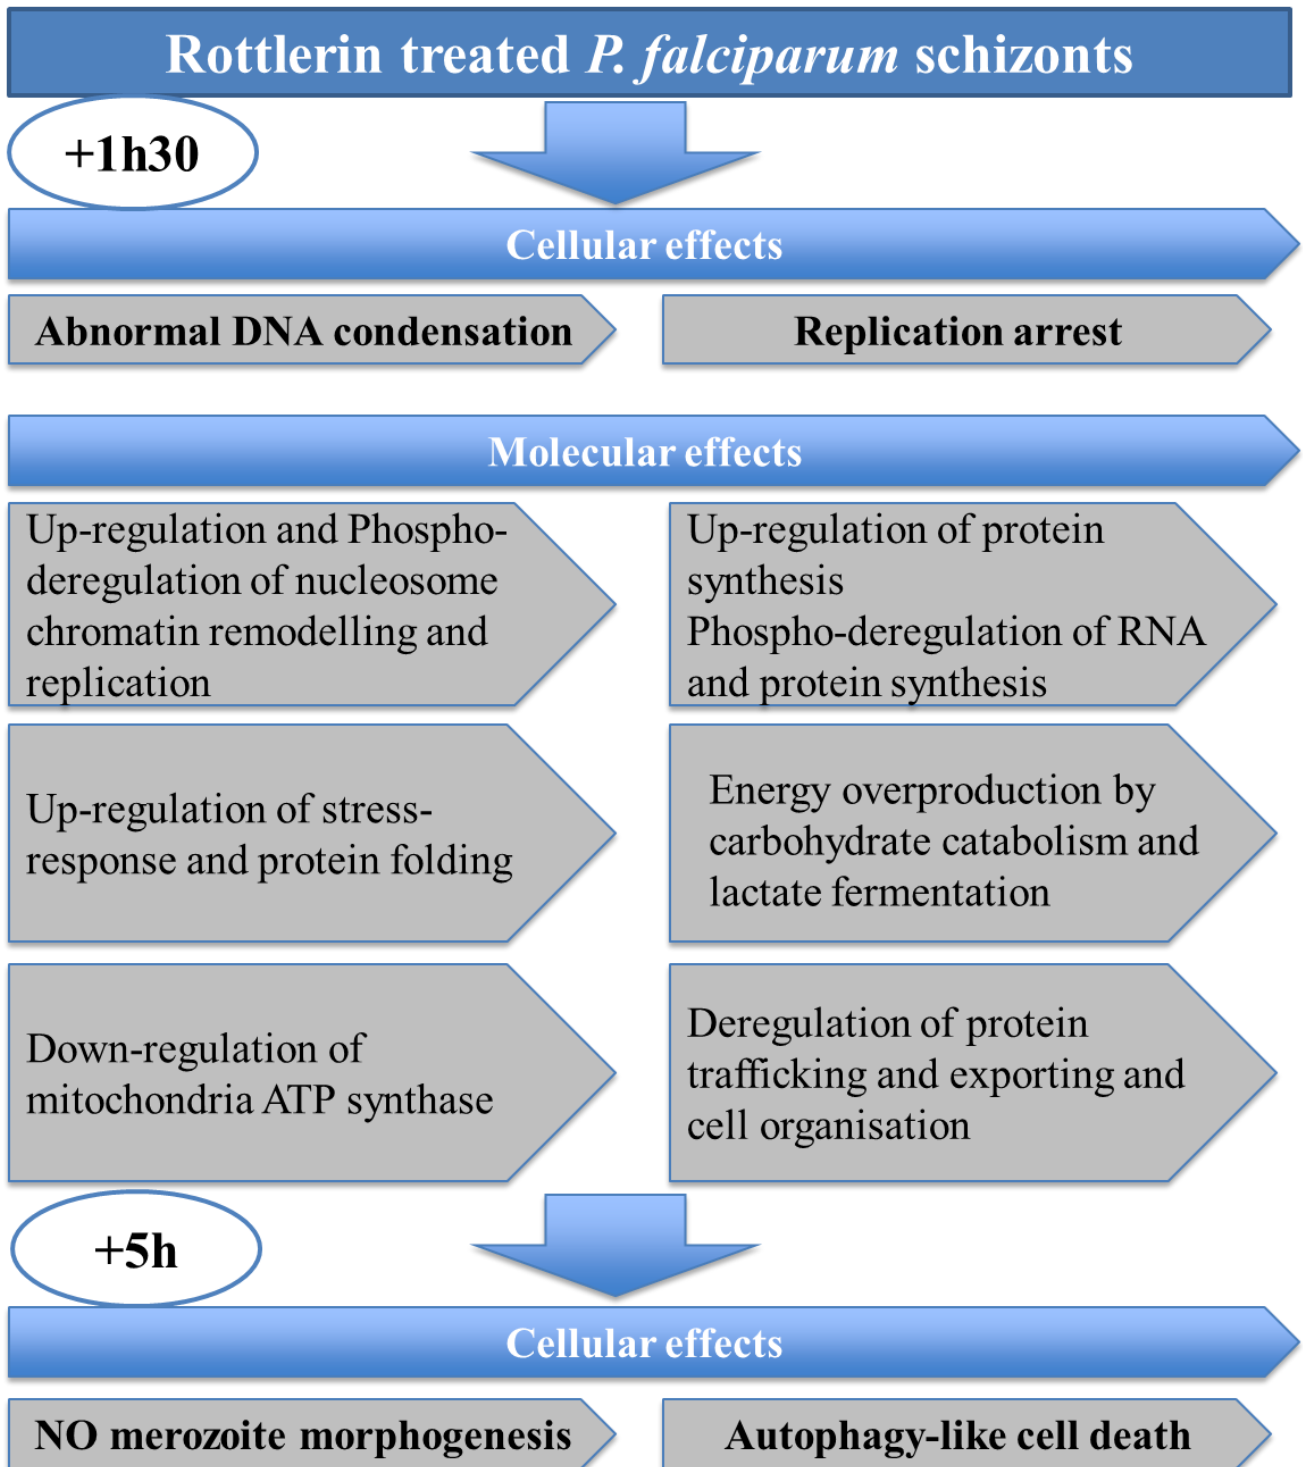 Rottlerin treated P. falciparum schizonts
+1h30
Cellular effects
Abnormal DNA condensation
Replication arrest
Molecular effects
Up-regulation and Phospho-
deregulation of nucleosome
chromatin remodelling and
replication
Up-regulation of protein
synthesis
Phospho-deregulation of RNA
and protein synthesis
Up-regulation of stress-
response and protein folding
Energy overproduction by
carbohydrate catabolism and
lactate fermentation
Down-regulation of
mitochondria ATP synthase
Deregulation of protein
trafficking and exporting and
cell organisation
+5h
Cellular effects
NO merozoite morphogenesis
Autophagy-like cell death